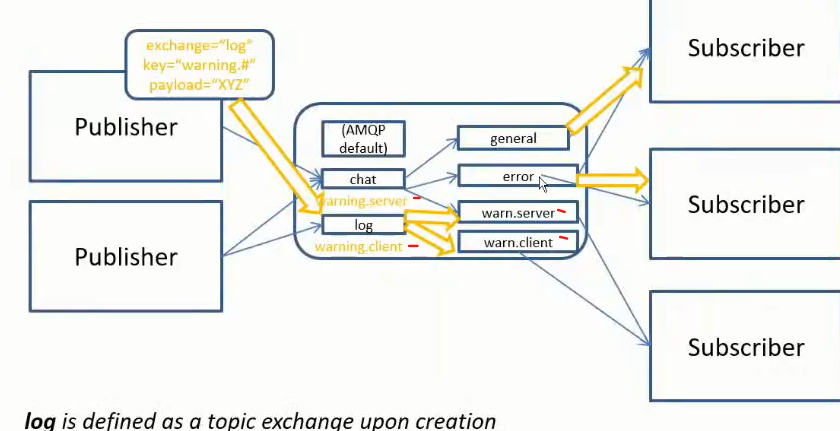 exchange="log"
key="warning.#"
payload="XYZ"
Publisher
Publisher
(AMQP
default)
chat
warning.server
log
warning.client
general
error
warn.server
warn.client
Subscriber
Subscriber
Subscriber
log is defined as a topic exchange upon creation